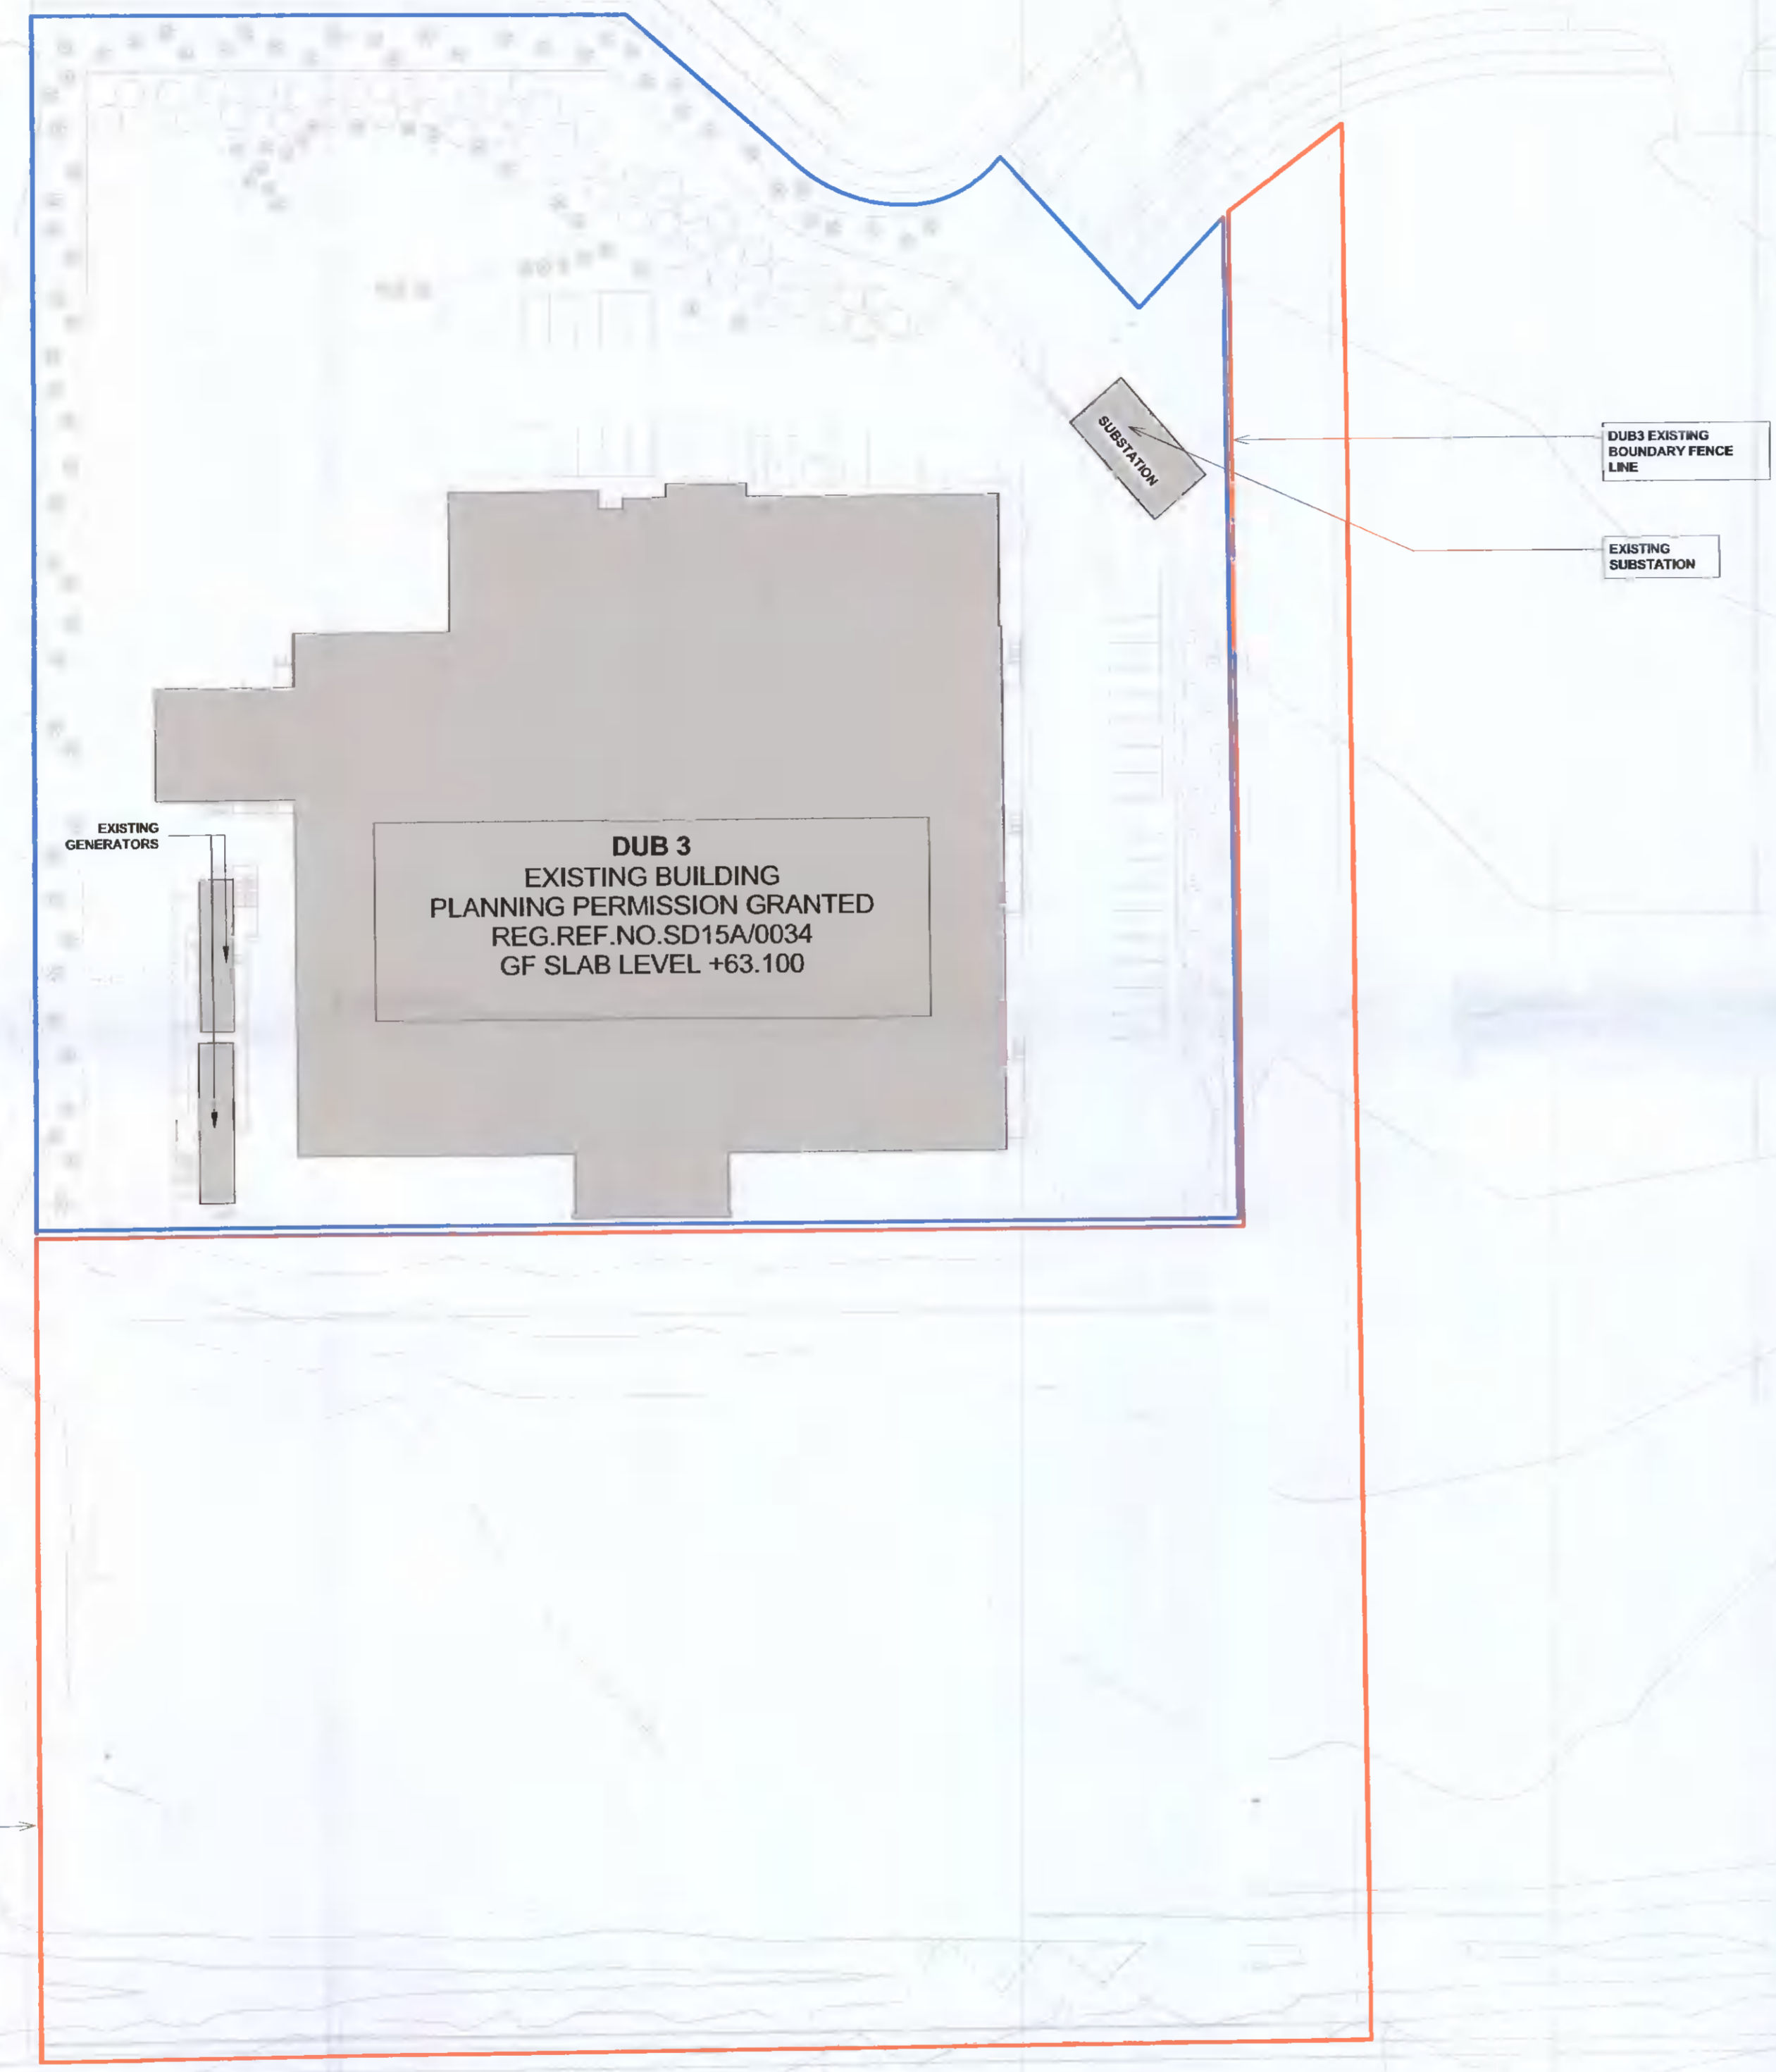 SUBSTATION
DUB3 EXISTING
BOUNDARY FENCE
LINE
EXISTING
SUBSTATION
EXISTING
GENERATORS
DUB 3
EXISTING BUILDING
PLANNING PERMISSION GRANTED
REG.REF.NO.SD15A/0034
GF SLAB LEVEL +63.100